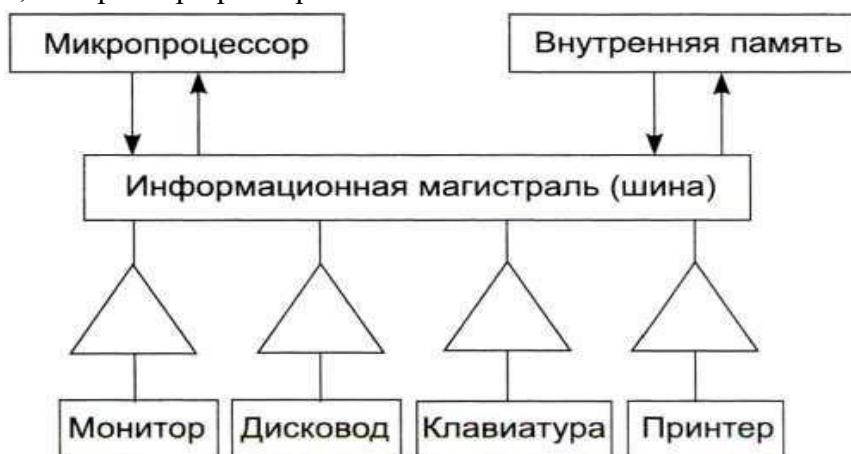 Микропроцессор
Внутренняя память
Информационная магистраль (шина)
Монитор
Дисковод
Клавиатура
Принтер